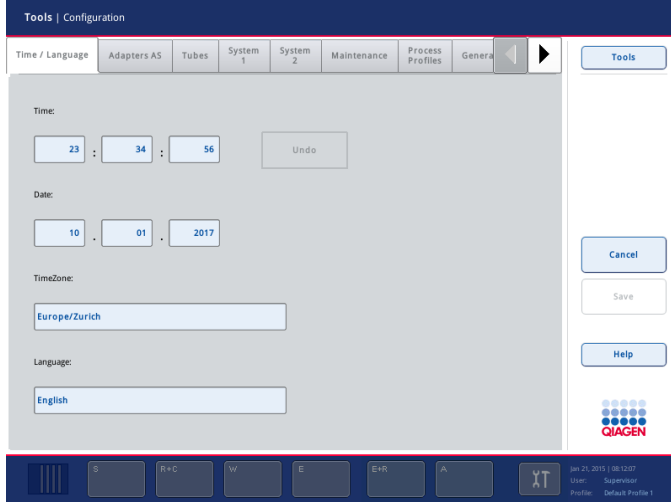 Tools | Configuration
Time / Language
Adapters AS
Tubes
System
1
System
2
Maintenance
Process
Profiles
Genera
Tools
Time:
23 : 34 : 56
Undo
Date:
10 . 01 . 2017
Cancel
TimeZone:
Save
Europe/Zurich
Help
Language:
English
QIAGEN
S
R+C
W
E
E+R
A
Jan 21, 2015 | 08:12:07
User: Supervisor
Profile: Default Profile 1